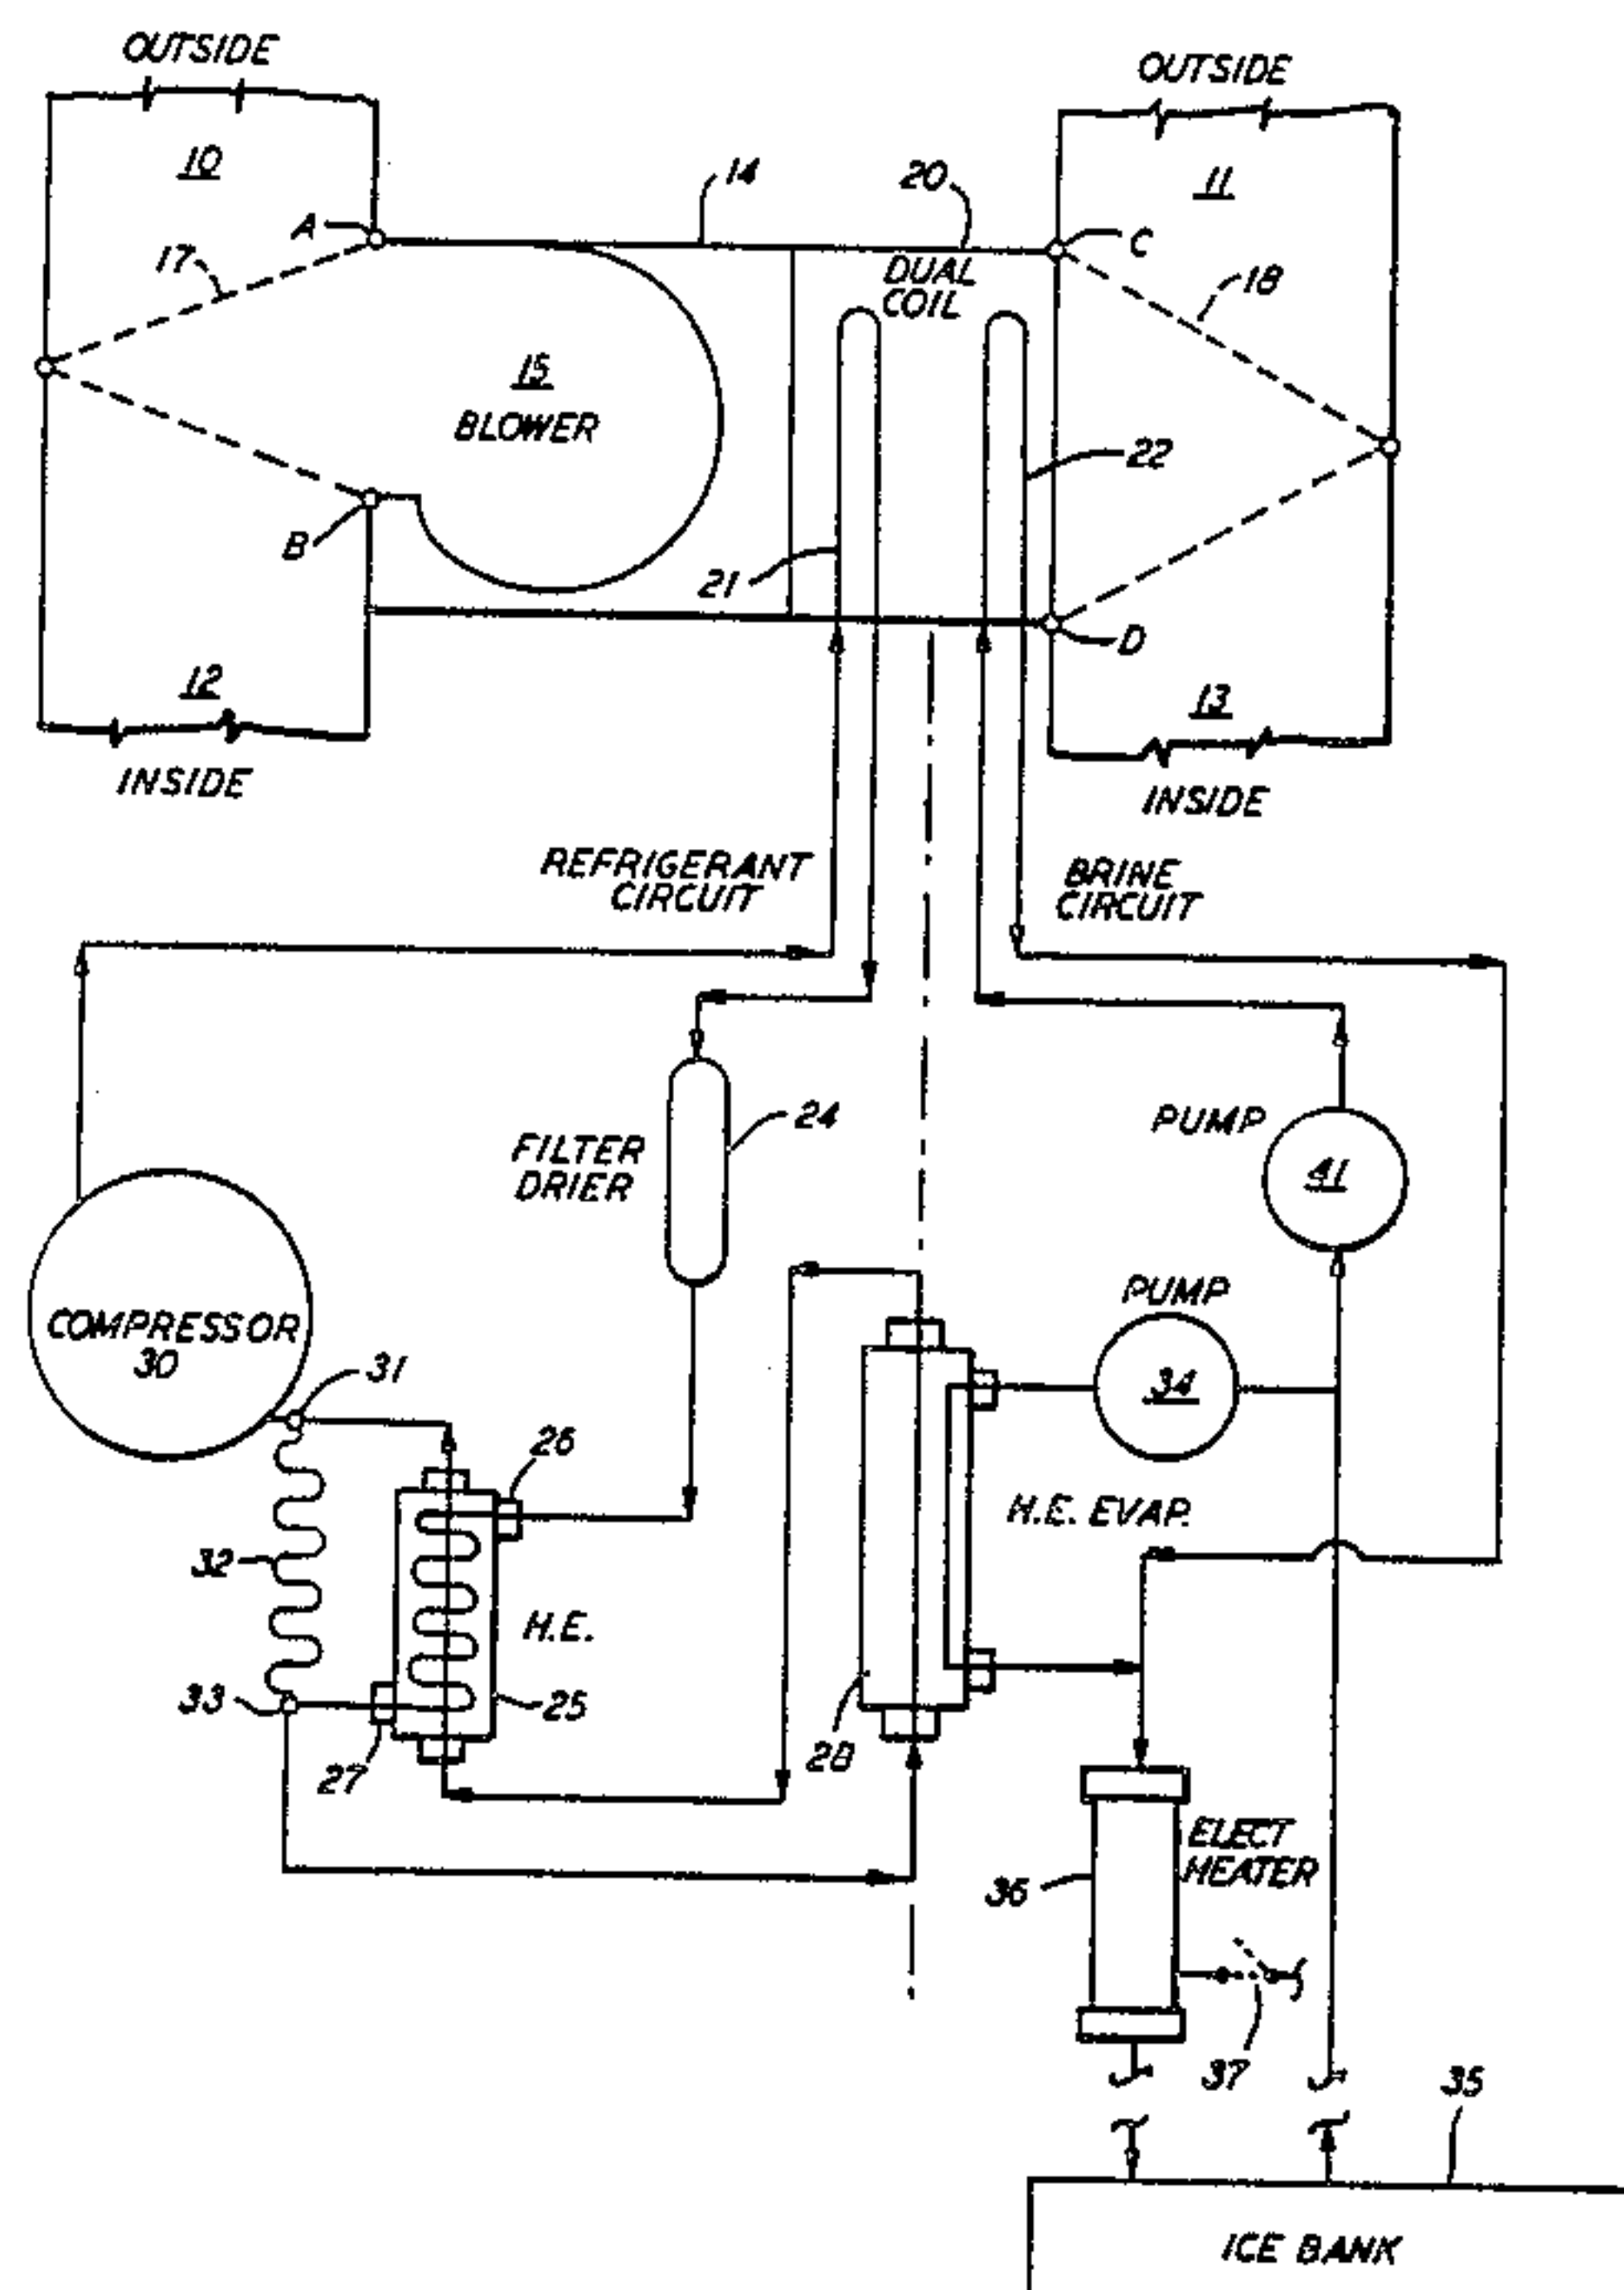 OUTSIDE
OUTSIDE
10
11
14
20
A
C
17
DUAL
COIL
18
15
BLOWER
22
B
21
D
12
13
INSIDE
INSIDE
REFRIGERANT
CIRCUIT
BRINE
CIRCUIT
24
FILTER
DRIER
PUMP
41
PUMP
34
COMPRESSOR
30
31
26
H.E. EVAP.
32
H.E.
33
25
27
28
ELECT
HEATER
36
37
35
ICE BANK